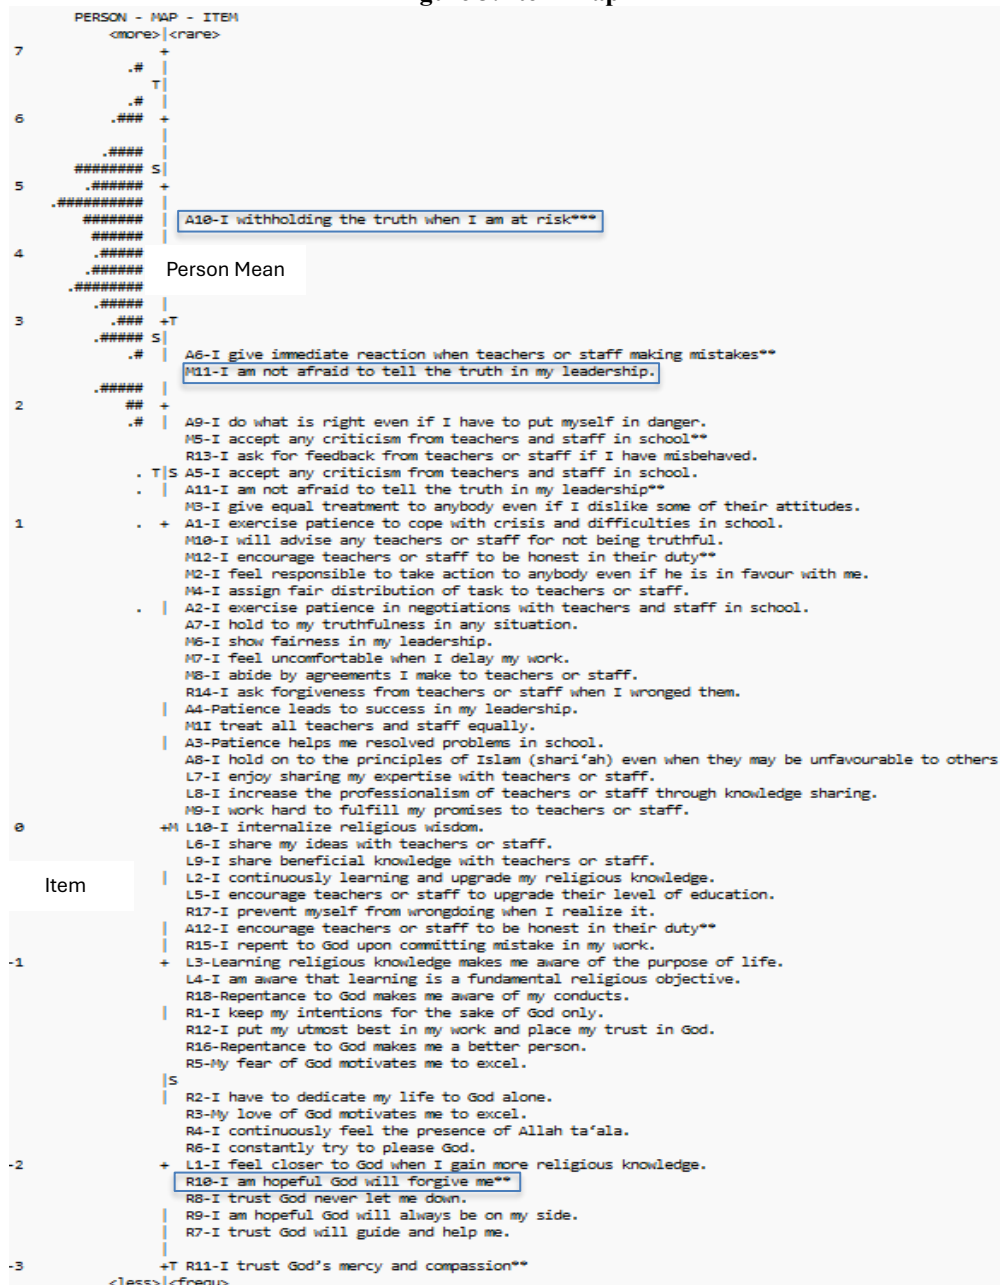 PERSON - MAP - ITEM
<more>|<rare>
7 +
.# |
T|
.# |
6 .### +
|
.#### |
######## S|
5 .###### +
.########## |
####### | A10-I withholding the truth when I am at risk***
###### |
4 .#####
.###### Person Mean
.########
.##### |
3 .### +T
.##### S|
.# | A6-I give immediate reaction when teachers or staff making mistakes**
M11-I am not afraid to tell the truth in my leadership.
.##### |
2 ## +
.# | A9-I do what is right even if I have to put myself in danger.
M5-I accept any criticism from teachers and staff in school**
R13-I ask for feedback from teachers or staff if I have misbehaved.
. T|S A5-I accept any criticism from teachers and staff in school.
. | A11-I am not afraid to tell the truth in my leadership**
M3-I give equal treatment to anybody even if I dislike some of their attitudes.
1 . + A1-I exercise patience to cope with crisis and difficulties in school.
M10-I will advise any teachers or staff for not being truthful.
M12-I encourage teachers or staff to be honest in their duty**
M2-I feel responsible to take action to anybody even if he is in favour with me.
M4-I assign fair distribution of task to teachers or staff.
. | A2-I exercise patience in negotiations with teachers and staff in school.
A7-I hold to my truthfulness in any situation.
M6-I show fairness in my leadership.
M7-I feel uncomfortable when I delay my work.
M8-I abide by agreements I make to teachers or staff.
R14-I ask forgiveness from teachers or staff when I wronged them.
| A4-Patience leads to success in my leadership.
M1I treat all teachers and staff equally.
| A3-Patience helps me resolved problems in school.
A8-I hold on to the principles of Islam (shari‘ah) even when they may be unfavourable to others
L7-I enjoy sharing my expertise with teachers or staff.
L8-I increase the professionalism of teachers or staff through knowledge sharing.
M9-I work hard to fulfill my promises to teachers or staff.
0 +M L10-I internalize religious wisdom.
L6-I share my ideas with teachers or staff.
L9-I share beneficial knowledge with teachers or staff.
Item | L2-I continuously learning and upgrade my religious knowledge.
L5-I encourage teachers or staff to upgrade their level of education.
R17-I prevent myself from wrongdoing when I realize it.
| A12-I encourage teachers or staff to be honest in their duty**
| R15-I repent to God upon committing mistake in my work.
-1 + L3-Learning religious knowledge makes me aware of the purpose of life.
L4-I am aware that learning is a fundamental religious objective.
R18-Repentance to God makes me aware of my conducts.
| R1-I keep my intentions for the sake of God only.
R12-I put my utmost best in my work and place my trust in God.
R16-Repentance to God makes me a better person.
R5-My fear of God motivates me to excel.
|S
| R2-I have to dedicate my life to God alone.
R3-My love of God motivates me to excel.
R4-I continuously feel the presence of Allah ta‘ala.
R6-I constantly try to please God.
-2 + L1-I feel closer to God when I gain more religious knowledge.
R10-I am hopeful God will forgive me**
R8-I trust God never let me down.
| R9-I am hopeful God will always be on my side.
| R7-I trust God will guide and help me.
|
-3 +T R11-I trust God’s mercy and compassion**
<less>|<frequ>